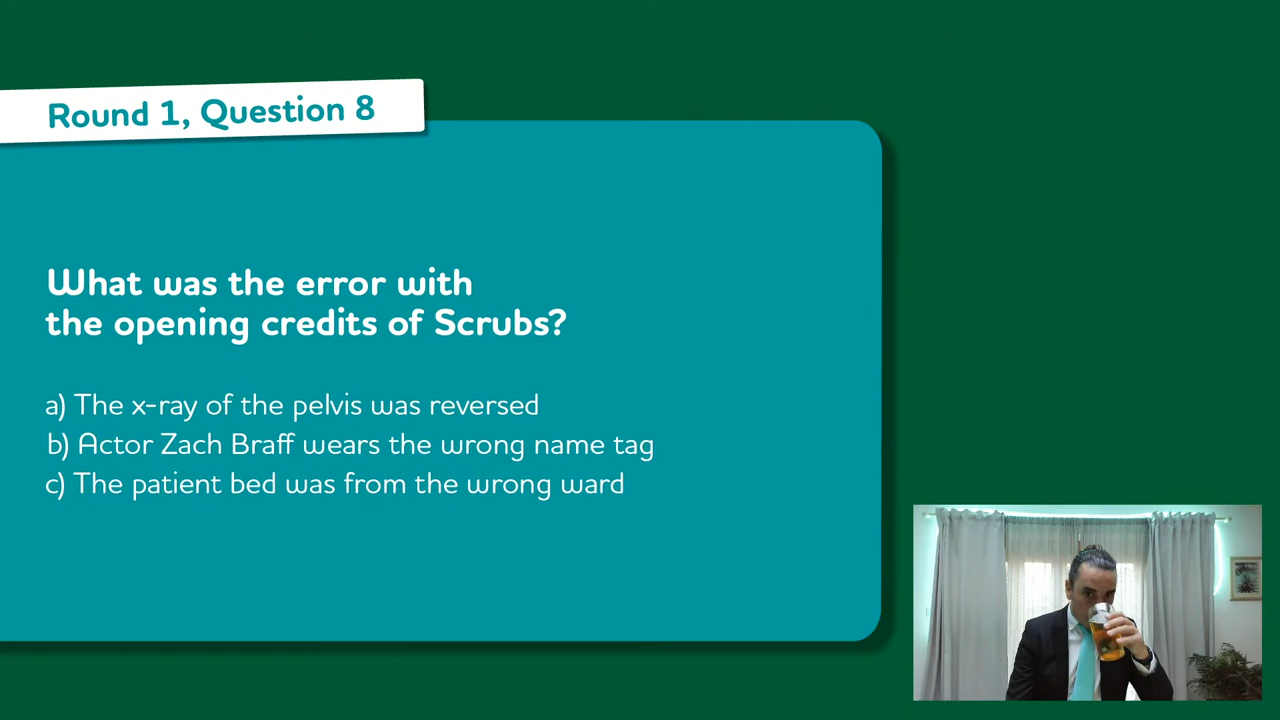 Round 1, Question 8
What was the error with
the opening credits of Scrubs?
a) The x-ray of the pelvis was reversed
b) Actor Zach Braff wears the wrong name tag
c) The patient bed was from the wrong ward